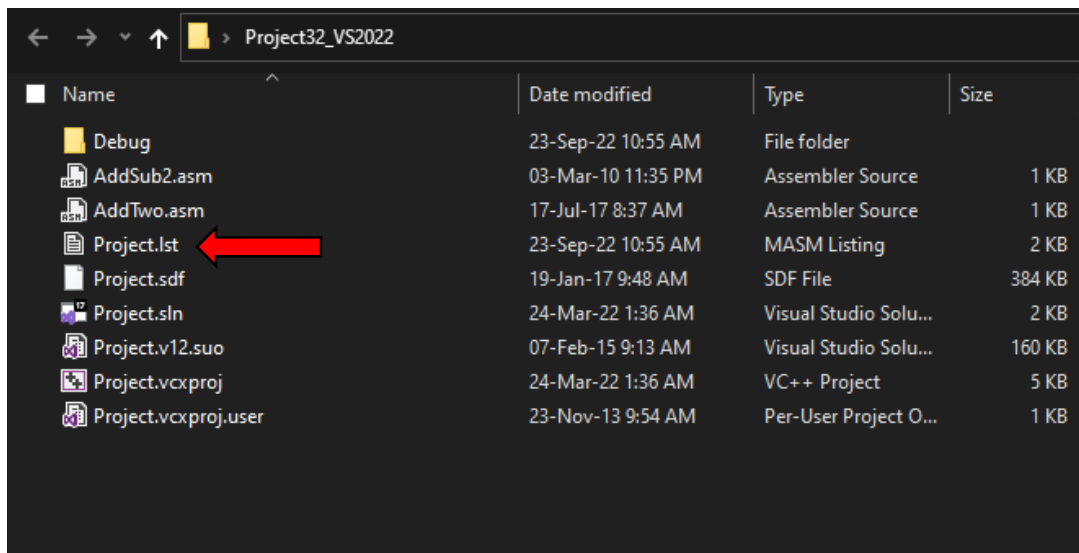 Project32_VS2022
Name Date modified Type Size
Debug 23-Sep-22 10:55 AM File folder
AddSub2.asm 03-Mar-10 11:35 PM Assembler Source 1 KB
AddTwo.asm 17-Jul-17 8:37 AM Assembler Source 1 KB
Project.lst 23-Sep-22 10:55 AM MASM Listing 2 KB
Project.sdf 19-Jan-17 9:48 AM SDF File 384 KB
Project.sln 24-Mar-22 1:36 AM Visual Studio Solu... 2 KB
Project.v12.suo 07-Feb-15 9:13 AM Visual Studio Solu... 160 KB
Project.vcxproj 24-Mar-22 1:36 AM VC++ Project 5 KB
Project.vcxproj.user 23-Nov-13 9:54 AM Per-User Project O... 1 KB